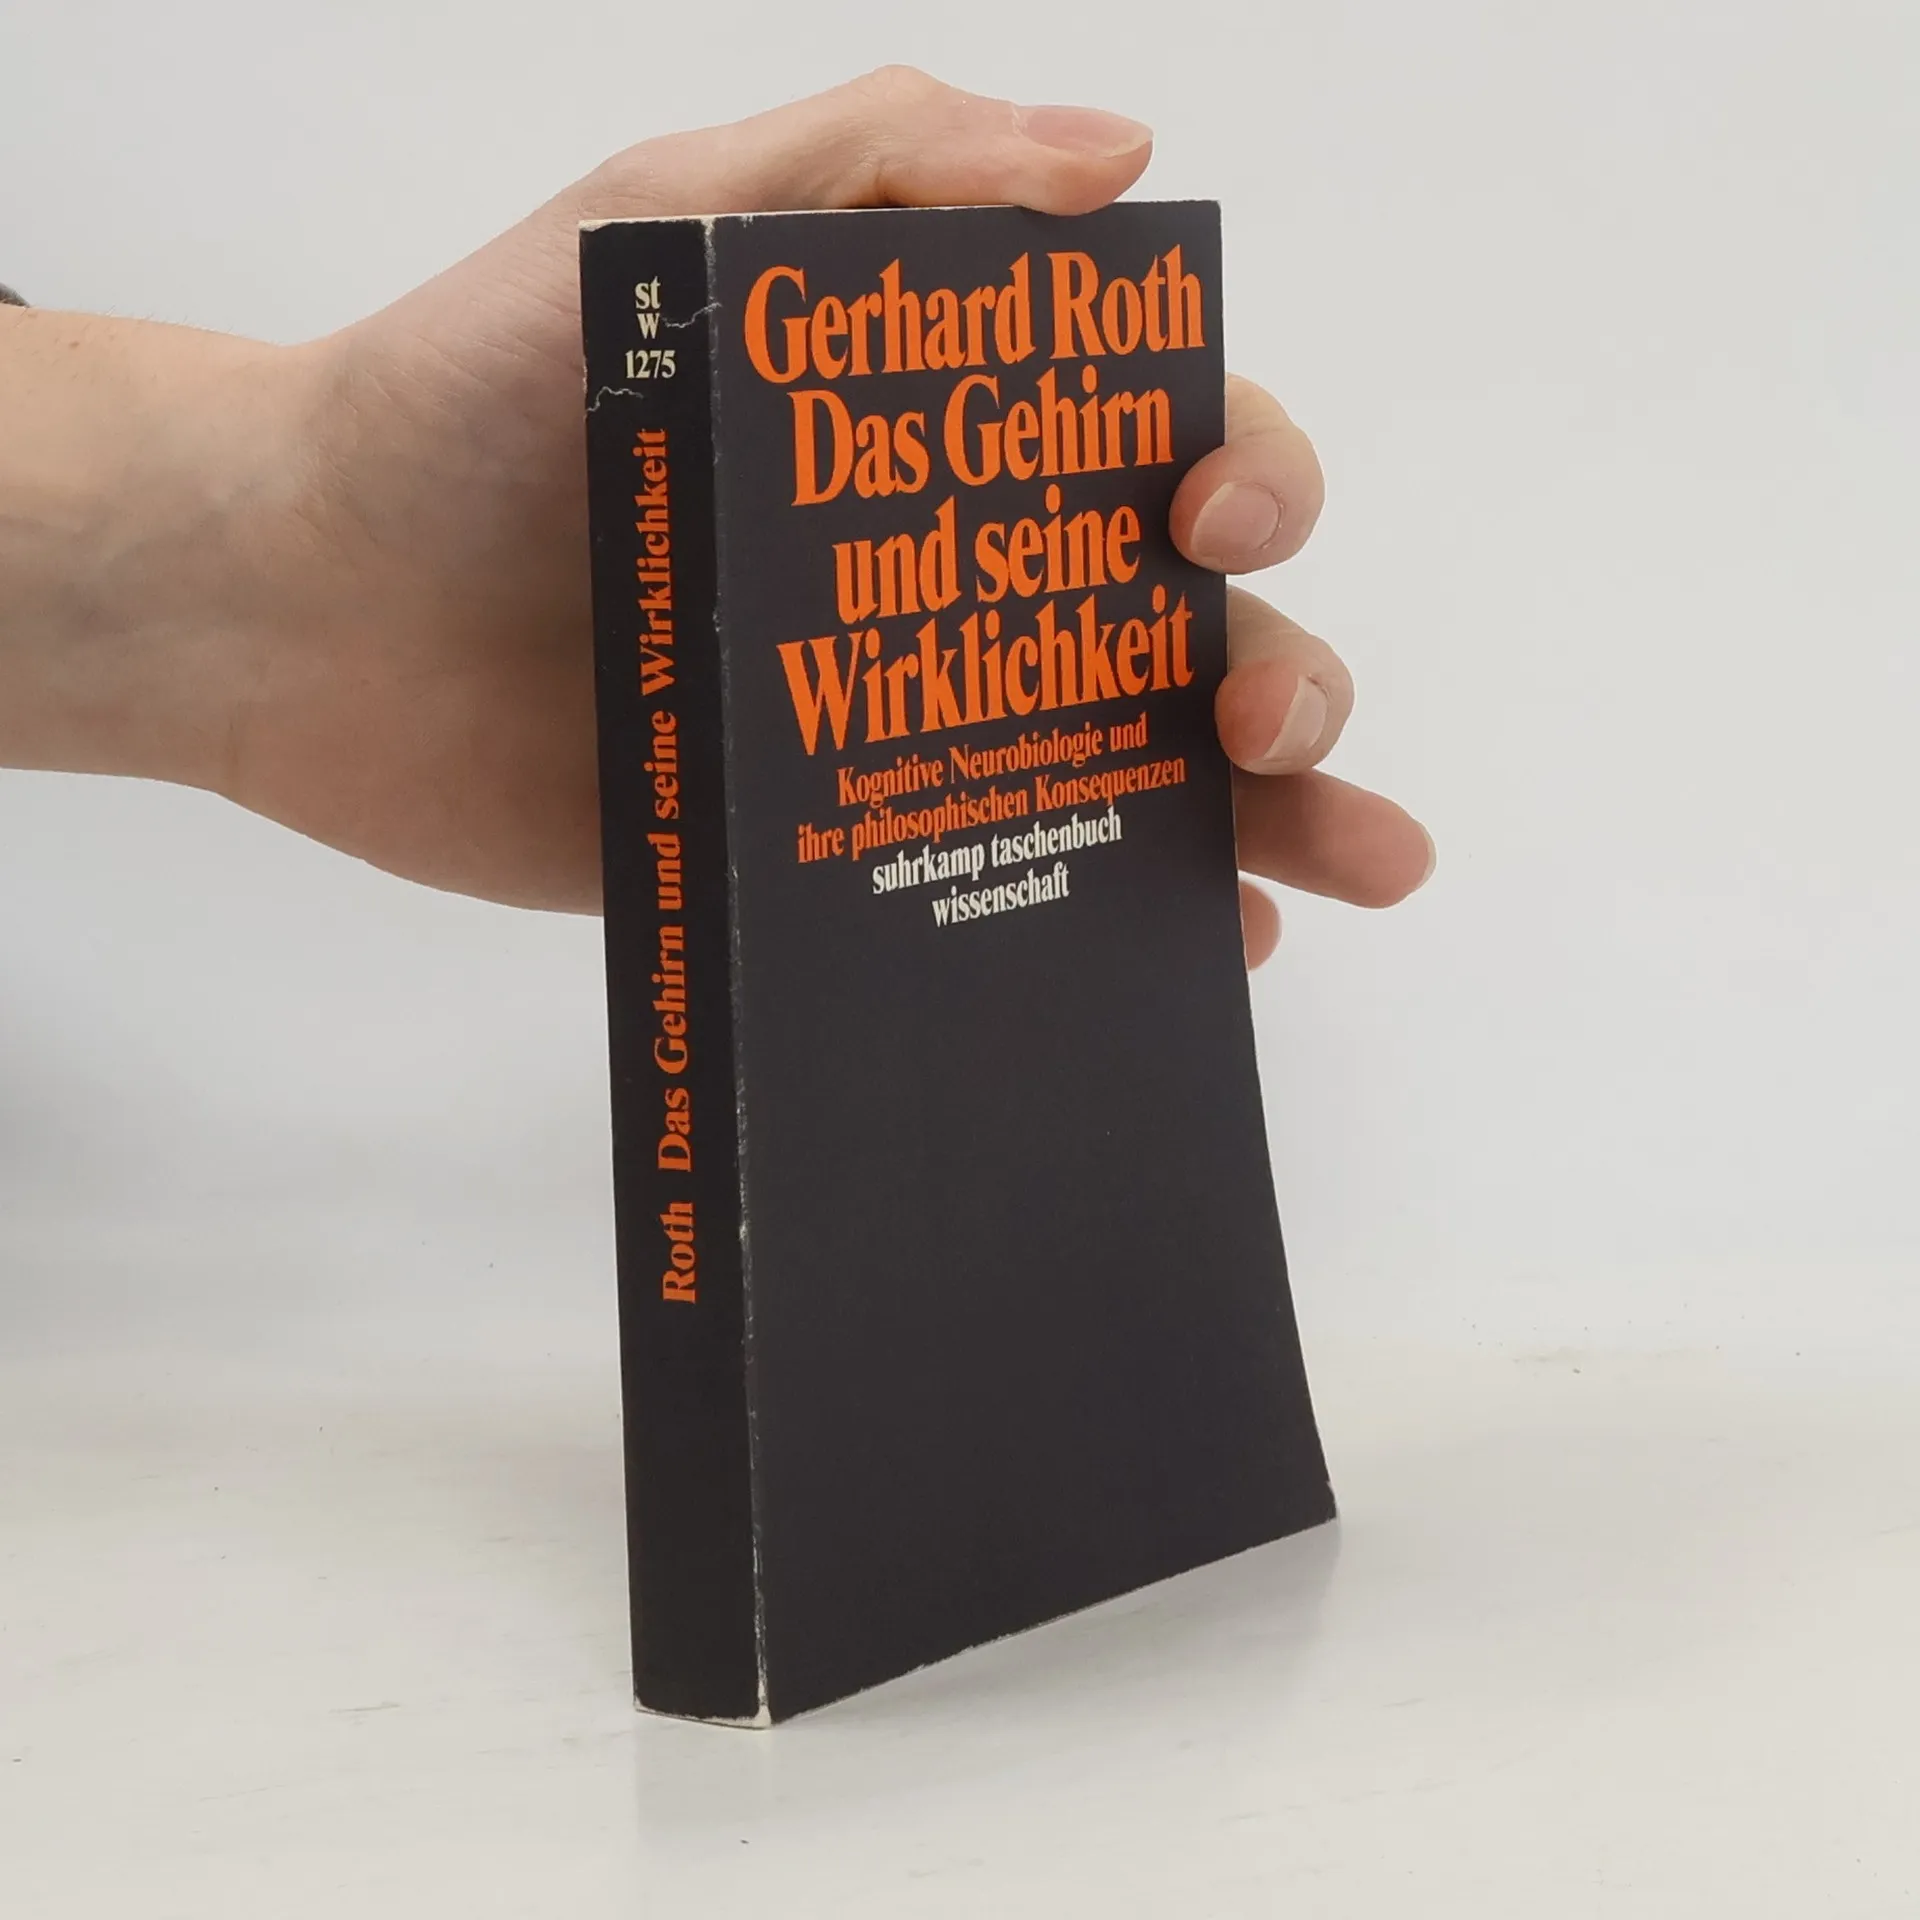 st
w
1275
Roth Das Gehirn und seine Wirklichkeit
Gerhard Roth
Das Gehirn
und seine
Wirklichkeit
Kognitive Neurobiologie und
ihre philosophischen Konsequenzen
suhrkamp taschenbuch
wissenschaft